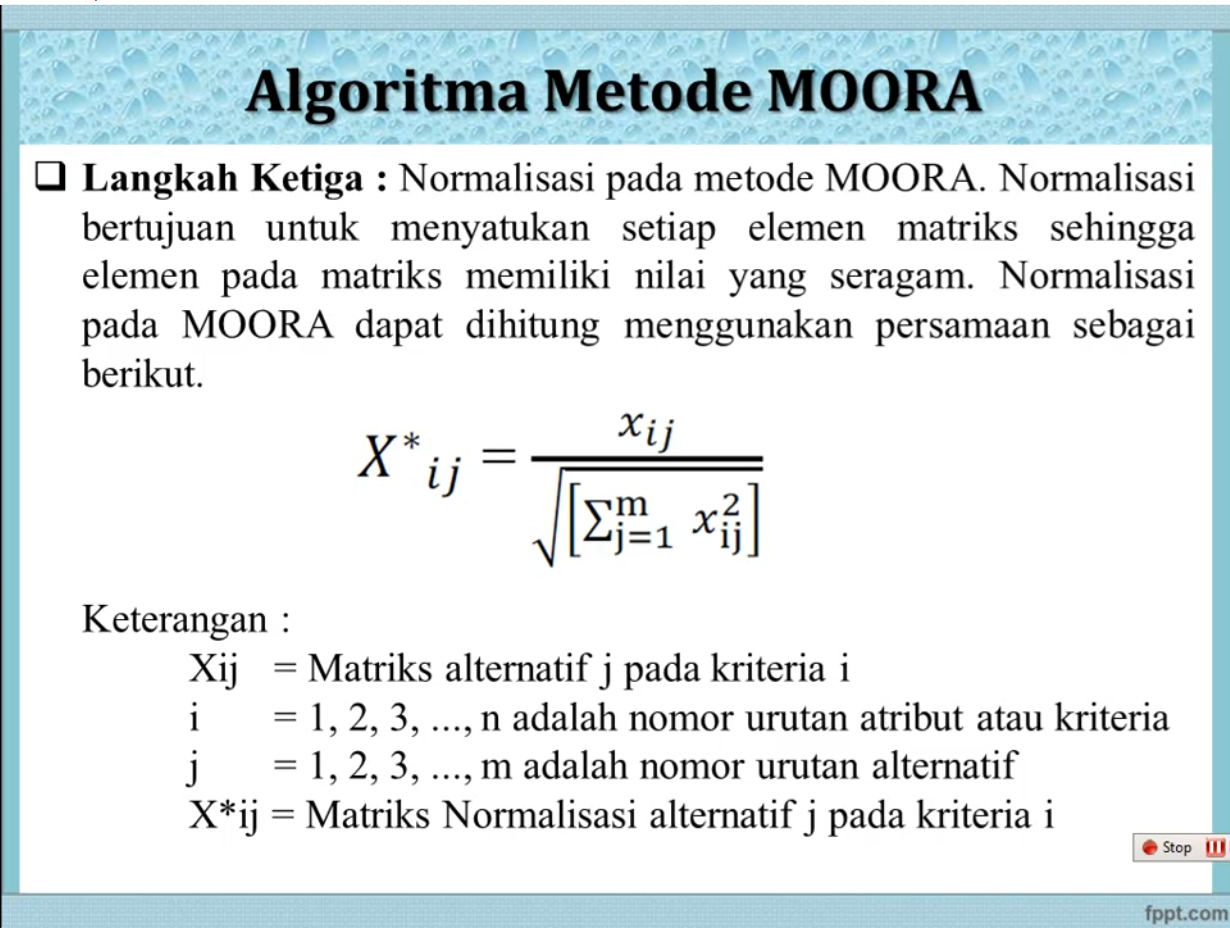 Algoritma Metode MOORA
❑ Langkah Ketiga : Normalisasi pada metode MOORA. Normalisasi
bertujuan untuk menyatukan setiap elemen matriks sehingga
elemen pada matriks memiliki nilai yang seragam. Normalisasi
pada MOORA dapat dihitung menggunakan persamaan sebagai
berikut.
X*ij = xij / √[∑ᵐj=1 x²ij]
Keterangan :
Xij = Matriks alternatif j pada kriteria i
i = 1, 2, 3, ..., n adalah nomor urutan atribut atau kriteria
j = 1, 2, 3, ..., m adalah nomor urutan alternatif
X*ij = Matriks Normalisasi alternatif j pada kriteria i
Stop
fppt.com